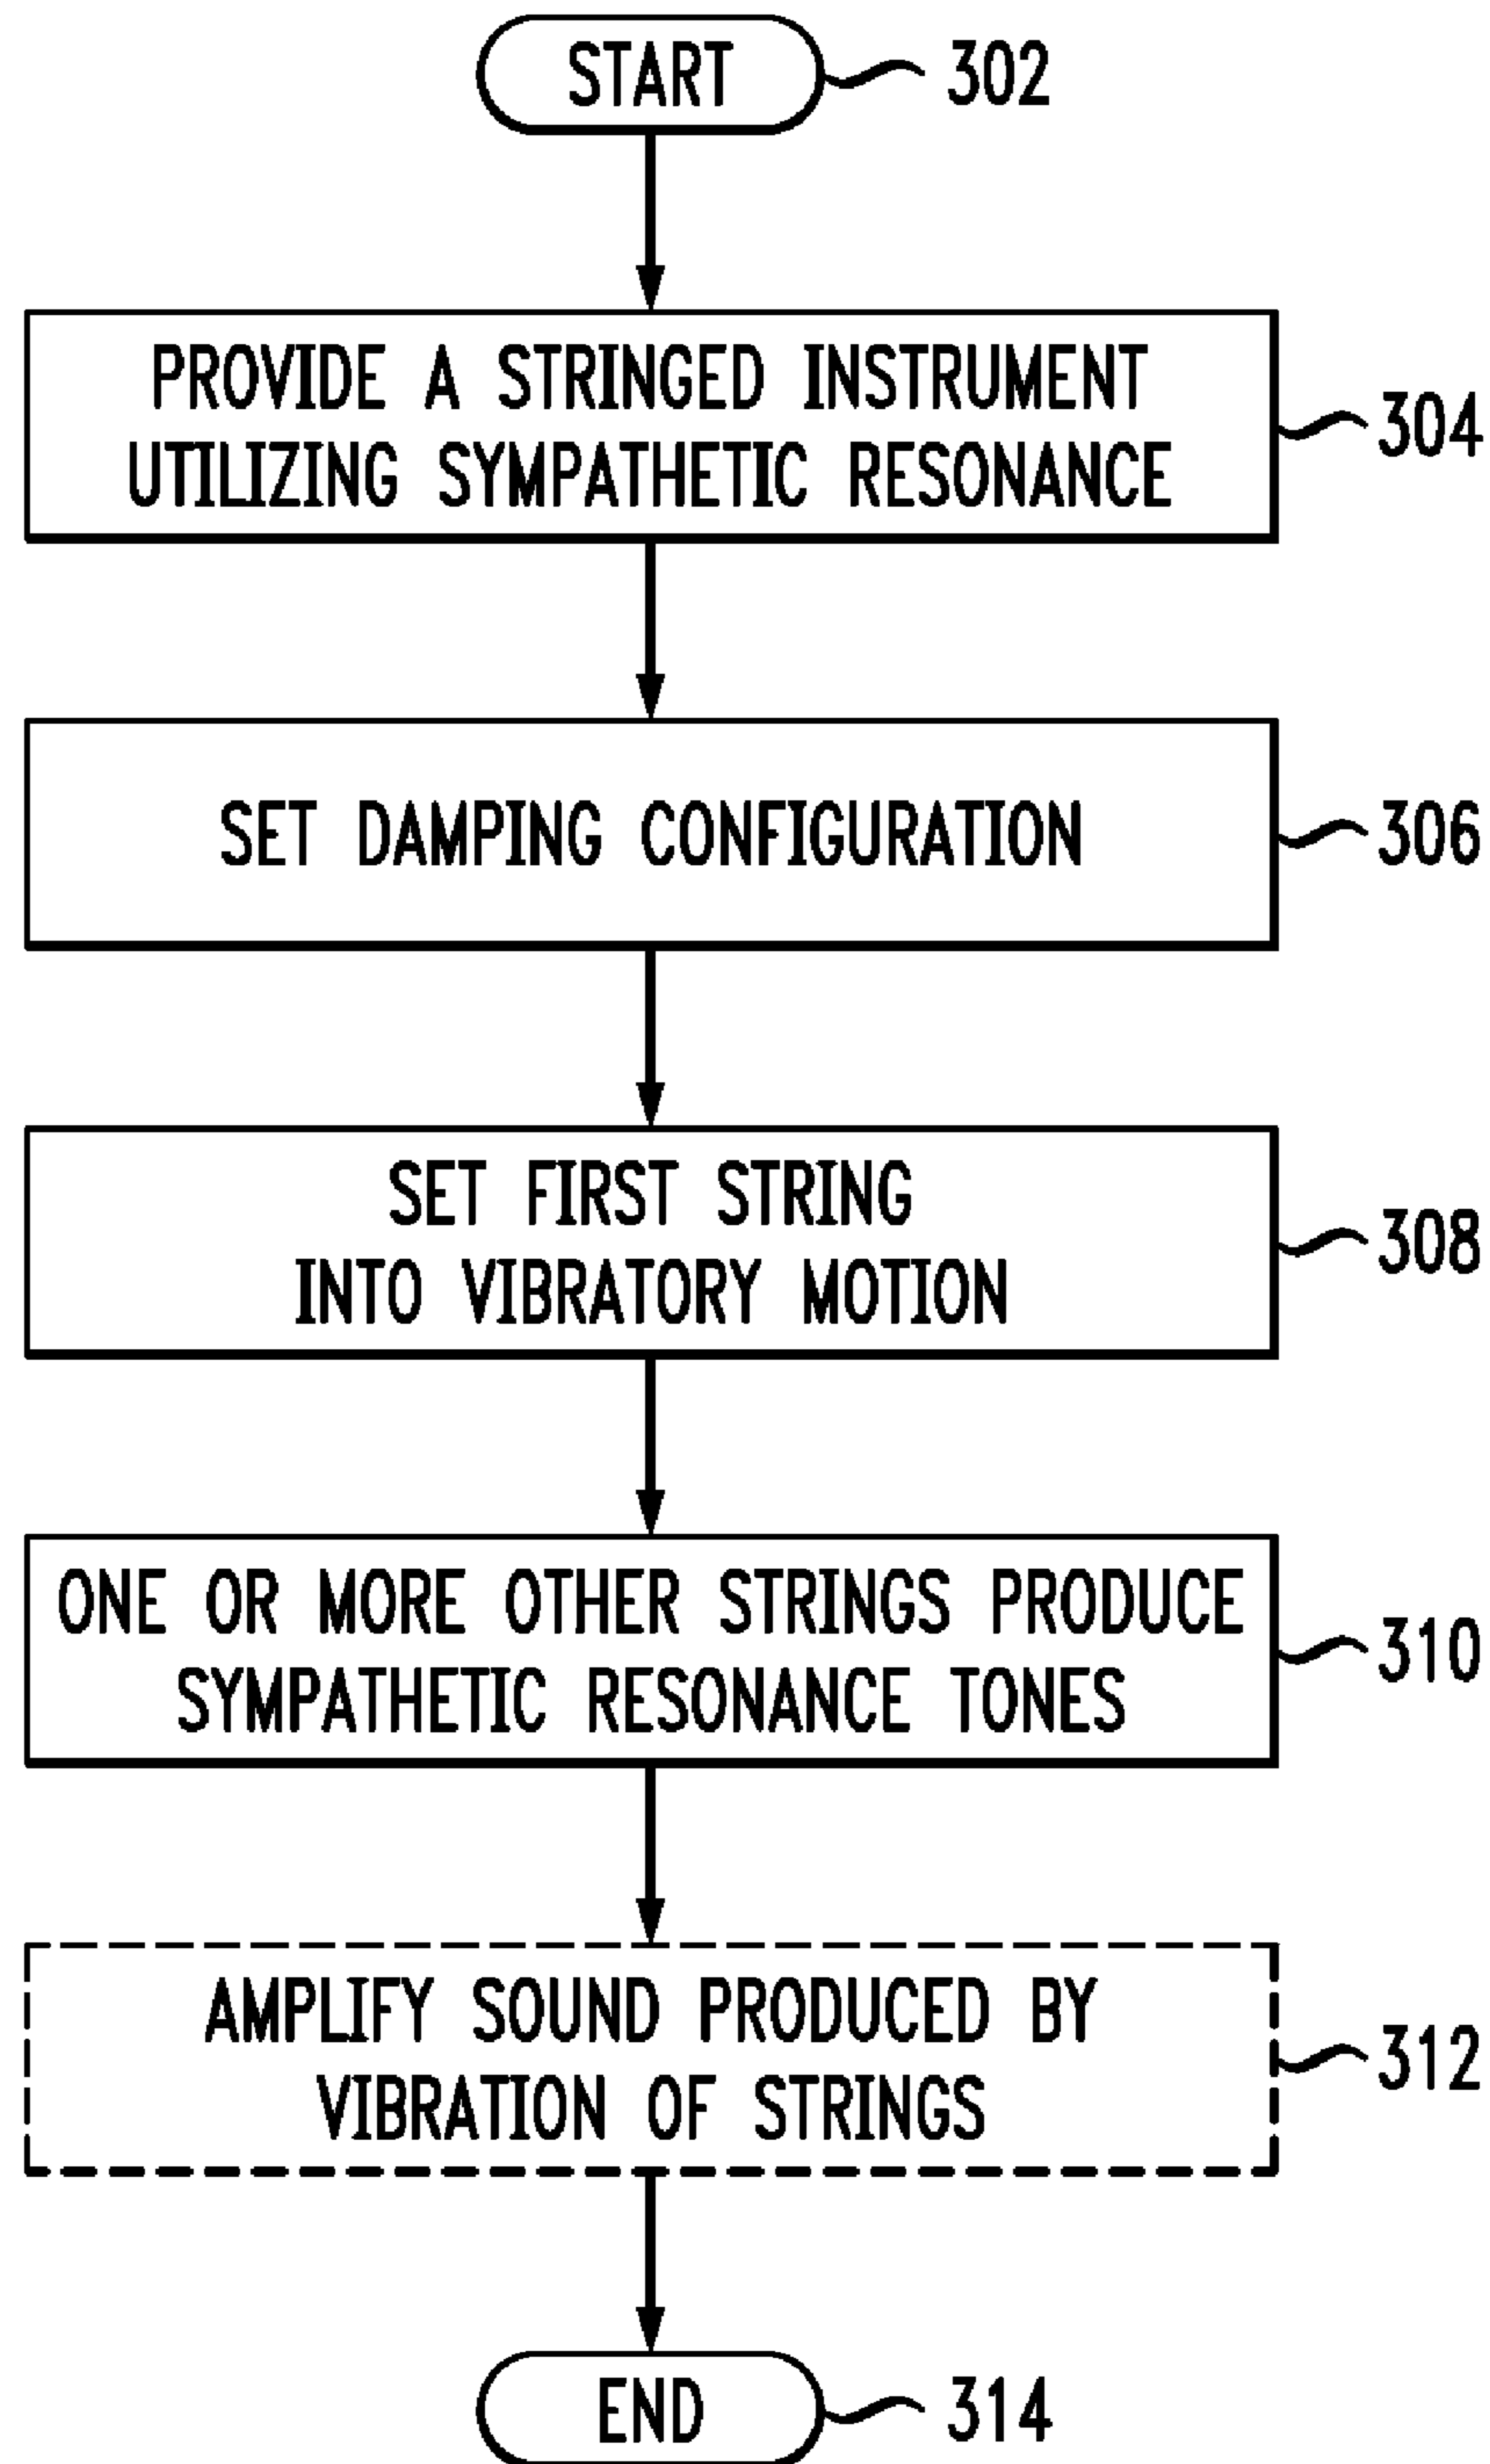 START
302
PROVIDE A STRINGED INSTRUMENT
UTILIZING SYMPATHETIC RESONANCE
304
SET DAMPING CONFIGURATION
306
SET FIRST STRING
INTO VIBRATORY MOTION
308
ONE OR MORE OTHER STRINGS PRODUCE
SYMPATHETIC RESONANCE TONES
310
AMPLIFY SOUND PRODUCED BY
VIBRATION OF STRINGS
312
END
314